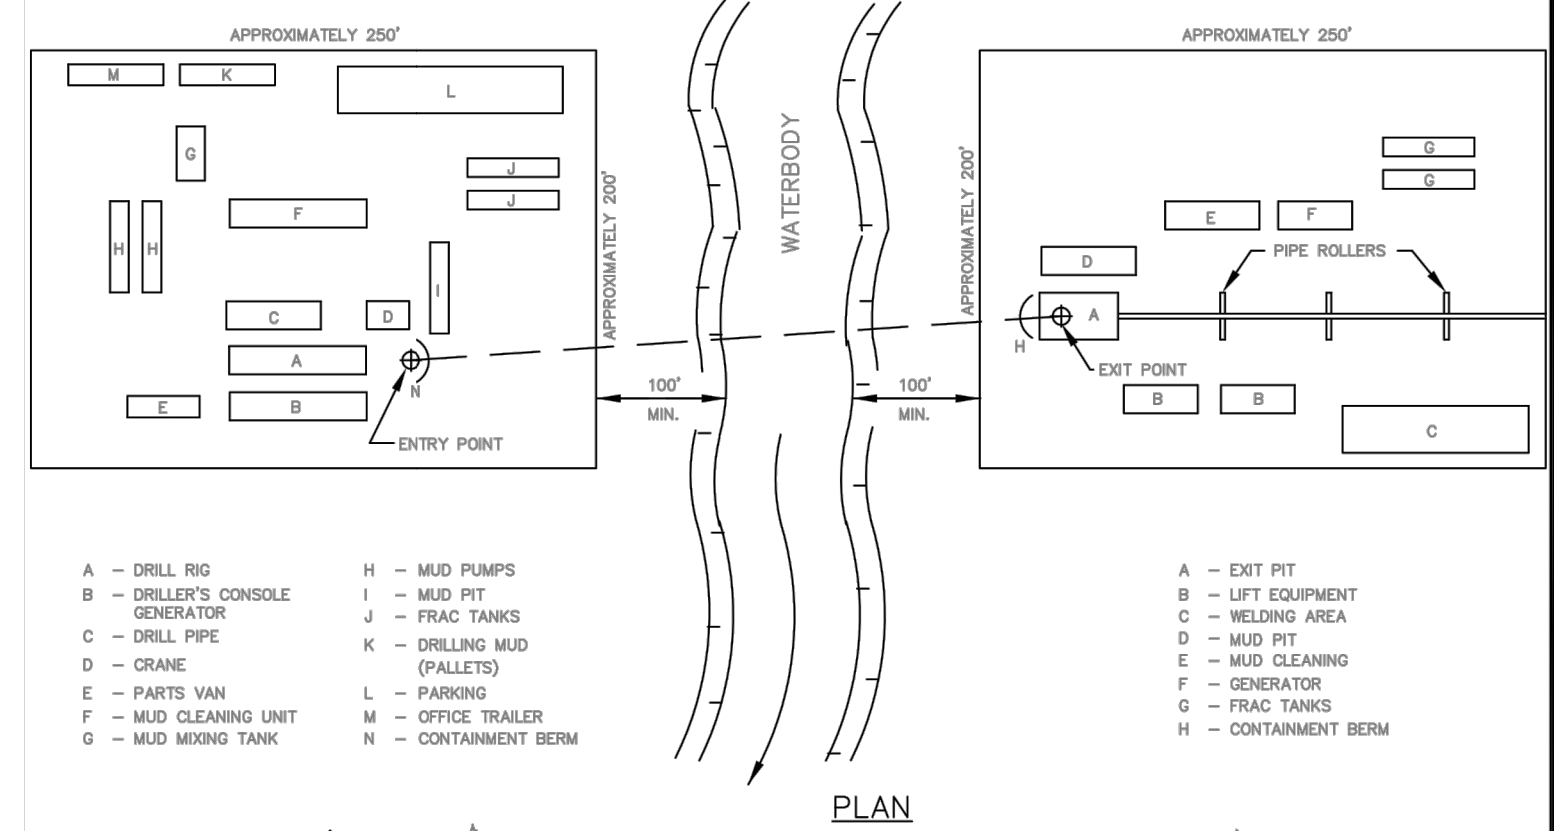 APPROXIMATELY 250'
APPROXIMATELY 250'
M
K
L
G
J
J
F
H
H
I
C
D
A
N
E
B
ENTRY POINT
APPROXIMATELY 200'
100'
MIN.
WATERBODY
100'
MIN.
APPROXIMATELY 200'
G
G
E
F
PIPE ROLLERS
D
A
H
EXIT POINT
B
B
C
A – DRILL RIG
B – DRILLER'S CONSOLE
GENERATOR
C – DRILL PIPE
D – CRANE
E – PARTS VAN
F – MUD CLEANING UNIT
G – MUD MIXING TANK
H – MUD PUMPS
I – MUD PIT
J – FRAC TANKS
K – DRILLING MUD
(PALLETS)
L – PARKING
M – OFFICE TRAILER
N – CONTAINMENT BERM
A – EXIT PIT
B – LIFT EQUIPMENT
C – WELDING AREA
D – MUD PIT
E – MUD CLEANING
F – GENERATOR
G – FRAC TANKS
H – CONTAINMENT BERM
PLAN